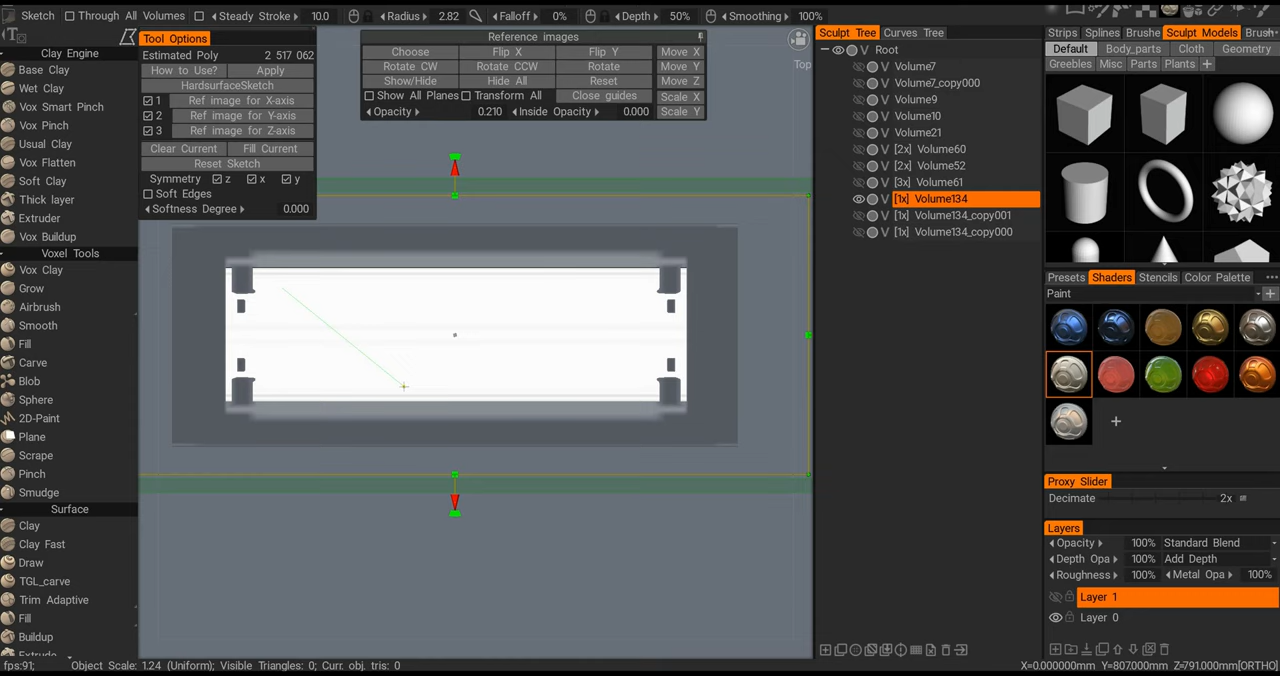 Sketch Through All Volumes Steady Stroke 10.0 Radius 2.82 Falloff 0% Depth 50% Smoothing 100%
Clay Engine
Base Clay
Wet Clay
Vox Smart Pinch
Vox Pinch
Usual Clay
Vox Flatten
Soft Clay
Thick layer
Extruder
Vox Buildup
Voxel Tools
Vox Clay
Grow
Airbrush
Smooth
Fill
Carve
Blob
Sphere
2D-Paint
Plane
Scrape
Pinch
Smudge
Surface
Clay
Clay Fast
Draw
TGL_carve
Trim Adaptive
Fill
Buildup
Tool Options
Estimated Poly 2 517 062
How to Use? Apply
HardsurfaceSketch
1 Ref image for X-axis
2 Ref image for Y-axis
3 Ref image for Z-axis
Clear Current Fill Current
Reset Sketch
Symmetry z x y
Soft Edges
Softness Degree 0.000
Reference images
Choose Flip X Flip Y Move X
Rotate CW Rotate CCW Rotate Move Y
Show/Hide Hide All Reset Move Z
Show All Planes Transform All Close guides Scale X
Opacity 0.210 Inside Opacity 0.000 Scale Y
Top
Sculpt Tree Curves Tree
V Root
V Volume7
V Volume7_copy000
V Volume9
V Volume10
V Volume21
V [2x] Volume60
V [2x] Volume52
V [3x] Volume61
V [1x] Volume134
V [1x] Volume134_copy001
V [1x] Volume134_copy000
Strips Splines Brushe Sculpt Models Brush
Default Body_parts Cloth Geometry
Greebles Misc Parts Plants +
Presets Shaders Stencils Color Palette
Paint
Proxy Slider
Decimate 2x
Layers
Opacity 100% Standard Blend
Depth Opa 100% Add Depth
Roughness 100% Metal Opa 100%
Layer 1
Layer 0
fps:91; Object Scale: 1.24 (Uniform); Visible Triangles: 0; Curr. obj. tris: 0
X=0.000000mm Y=807.000mm Z=791.000mm[ORTHO]